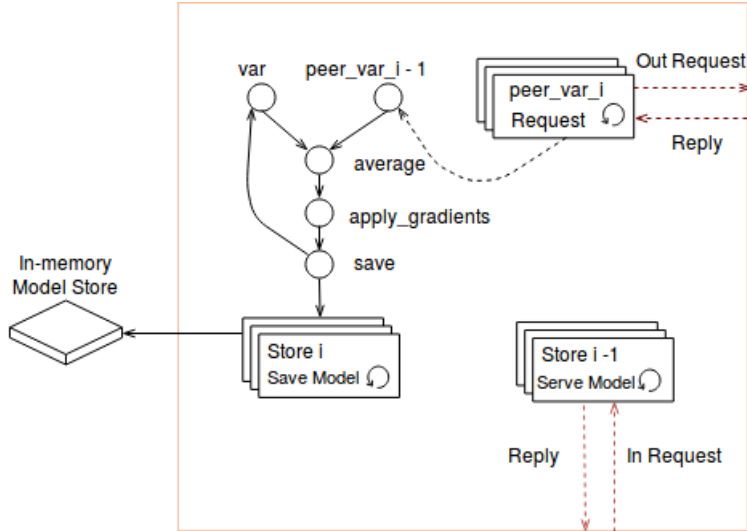 var
peer_var_i - 1
Out Request
peer_var_i
Request
Reply
average
apply_gradients
save
In-memory
Model Store
Store i
Save Model
Store i -1
Serve Model
Reply
In Request